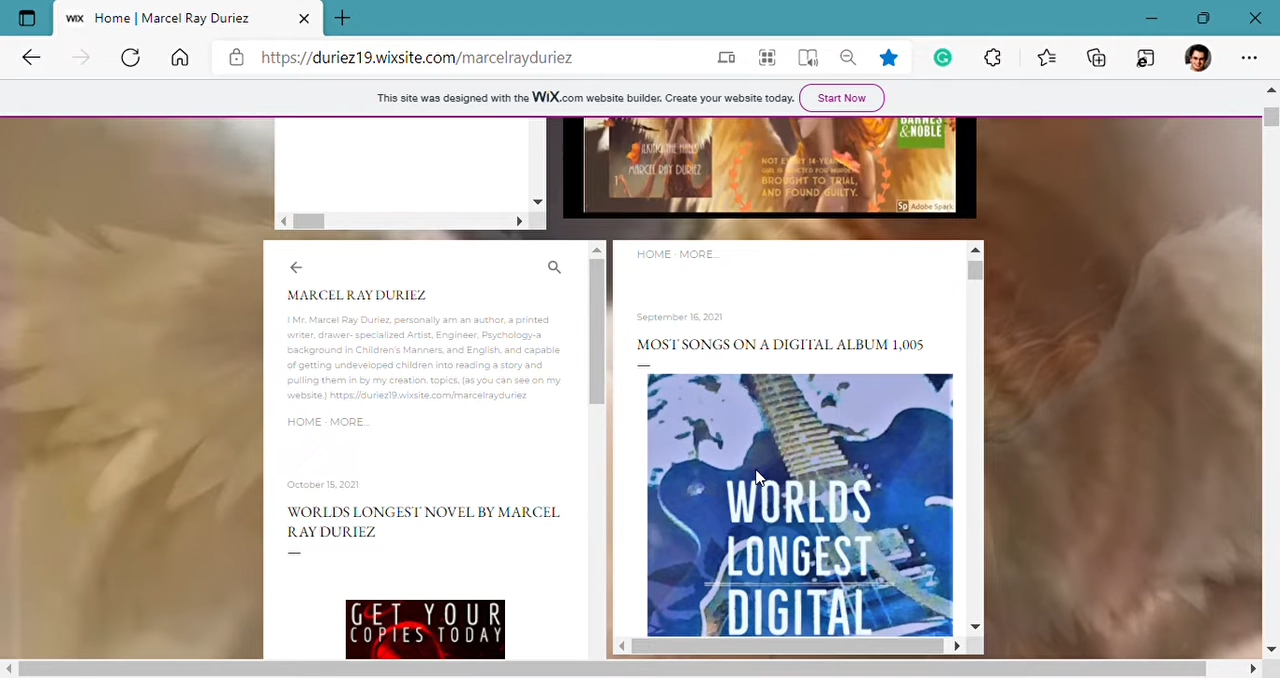 WIX Home | Marcel Ray Duriez
https://duriez19.wixsite.com/marcelrayduriez
This site was designed with the WiX.com website builder. Create your website today. Start Now
BARNES
& NOBLE
MARCEL RAY DURIEZ
NOT EVERY 14-YEAR-
BROUGHT TO TRIAL,
AND FOUND GUILTY.
Sp Adobe Spark
MARCEL RAY DURIEZ
I Mr. Marcel Ray Duriez, personally am an author, a printed
writer, drawer- specialized Artist, Engineer, Psychology-a
background in Children's Manners, and English, and capable
of getting undeveloped children into reading a story and
pulling them in by my creation. topics, (as you can see on my
website.) https://duriez19.wixsite.com/marcelrayduriez
HOME · MORE…
October 15, 2021
WORLDS LONGEST NOVEL BY MARCEL
RAY DURIEZ
GET YOUR
COPIES TODAY
HOME · MORE…
September 16, 2021
MOST SONGS ON A DIGITAL ALBUM 1,005
WORLDS
LONGEST
DIGITAL